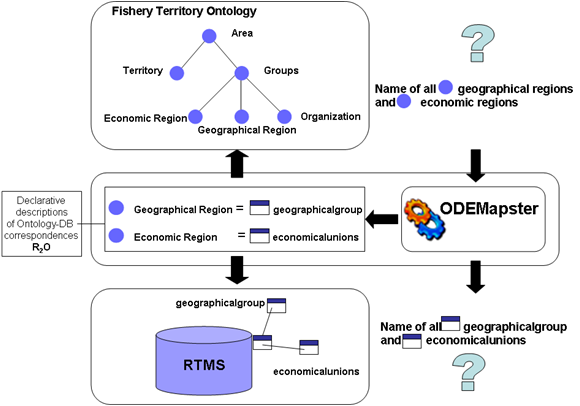 Fishery Territory Ontology
Area
Territory
Groups
Economic Region
Organization
Geographical Region
?
Name of all geographical regions
and economic regions
Declarative
descriptions
of Ontology-DB
correspondences
R2O
Geographical Region = geographicalgroup
Economic Region = economicalunions
ODEMapster
geographicalgroup
RTMS
economicalunions
Name of all geographicalgroup
and economicalunions
?